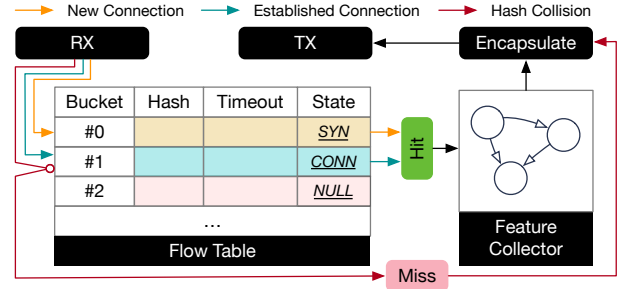 New Connection Established Connection Hash Collision
RX TX Encapsulate
Bucket Hash Timeout State
#0 SYN
#1 CONN
#2 NULL
...
Hit
Flow Table
Feature
Collector
Miss